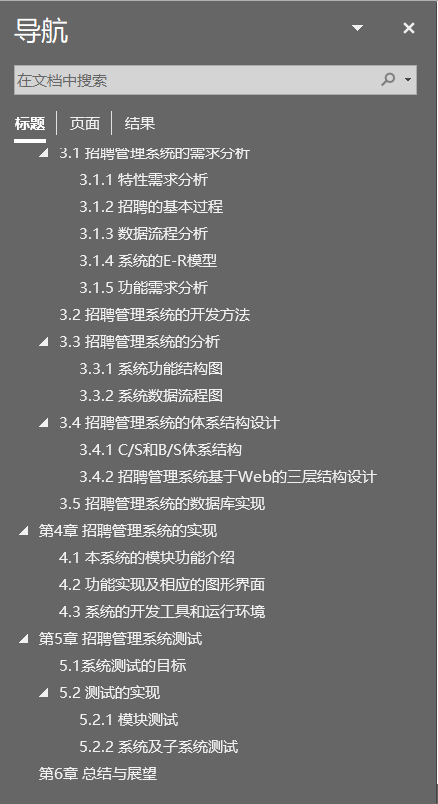 导航
在文档中搜索
标题 页面 结果
3.1 招聘管理系统的需求分析
3.1.1 特性需求分析
3.1.2 招聘的基本过程
3.1.3 数据流程分析
3.1.4 系统的E-R模型
3.1.5 功能需求分析
3.2 招聘管理系统的开发方法
3.3 招聘管理系统的分析
3.3.1 系统功能结构图
3.3.2 系统数据流程图
3.4 招聘管理系统的体系结构设计
3.4.1 C/S和B/S体系结构
3.4.2 招聘管理系统基于Web的三层结构设计
3.5 招聘管理系统的数据库实现
第4章 招聘管理系统的实现
4.1 本系统的模块功能介绍
4.2 功能实现及相应的图形界面
4.3 系统的开发工具和运行环境
第5章 招聘管理系统测试
5.1系统测试的目标
5.2 测试的实现
5.2.1 模块测试
5.2.2 系统及子系统测试
第6章 总结与展望